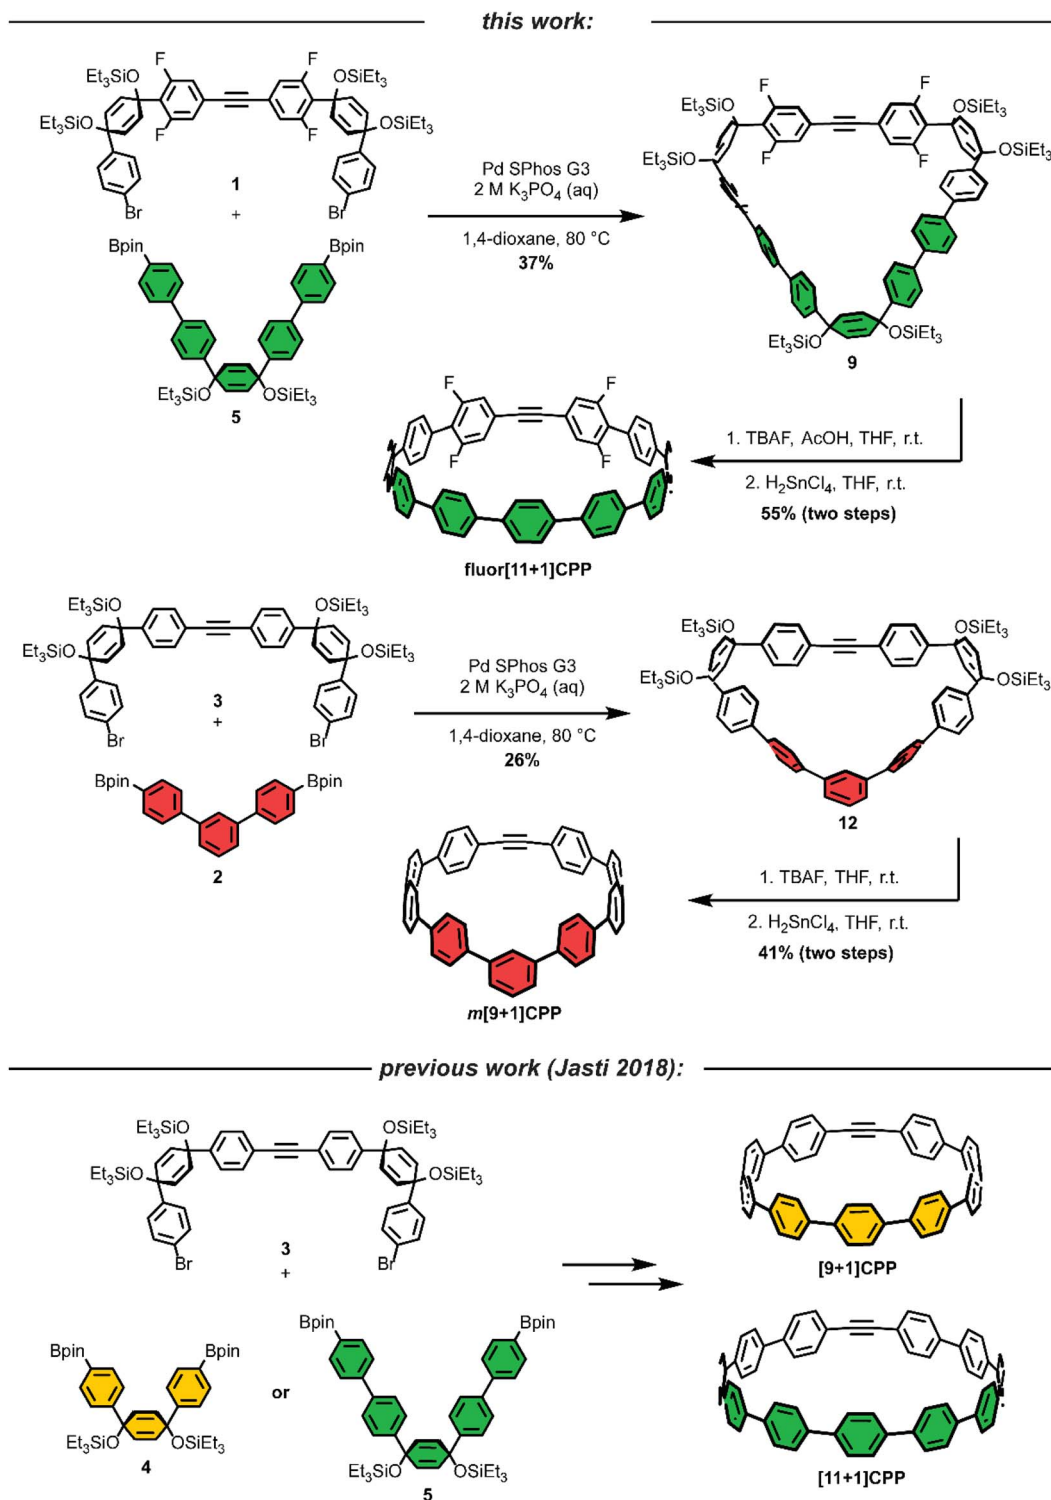 this work:
Et₃SiO
F
F
OSiEt₃
Et₃SiO
F
F
OSiEt₃
Br
1
+
Br
Bpin
Bpin
Et₃SiO
OSiEt₃
5
Pd SPhos G3
2 M K₃PO₄ (aq)
1,4-dioxane, 80 °C
37%
Et₃SiO
F
F
OSiEt₃
Et₃SiO
F
F
OSiEt₃
Et₃SiO
OSiEt₃
9
1. TBAF, AcOH, THF, r.t.
2. H₂SnCl₄, THF, r.t.
55% (two steps)
F
F
F
F
fluor[11+1]CPP
Et₃SiO
OSiEt₃
Et₃SiO
OSiEt₃
Br
3
+
Br
Bpin
Bpin
2
Pd SPhos G3
2 M K₃PO₄ (aq)
1,4-dioxane, 80 °C
26%
Et₃SiO
OSiEt₃
Et₃SiO
OSiEt₃
12
1. TBAF, THF, r.t.
2. H₂SnCl₄, THF, r.t.
41% (two steps)
m[9+1]CPP
previous work (Jasti 2018):
Et₃SiO
OSiEt₃
Et₃SiO
OSiEt₃
Br
3
+
Br
Bpin
Bpin
Et₃SiO
OSiEt₃
4
or
Bpin
Bpin
Et₃SiO
OSiEt₃
5
[9+1]CPP
[11+1]CPP